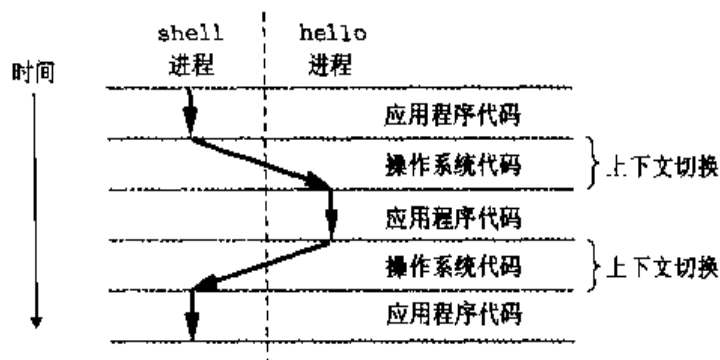 shell hello
进程 进程
时间
应用程序代码
操作系统代码 上下文切换
应用程序代码
操作系统代码 上下文切换
应用程序代码